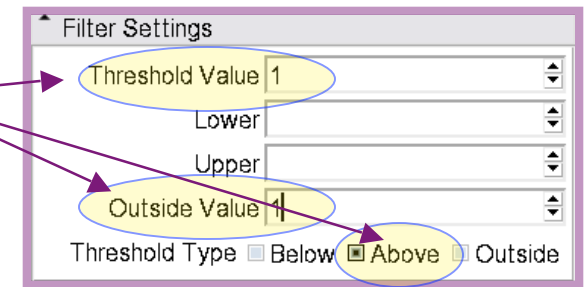 Filter Settings
Threshold Value 1
Lower
Upper
Outside Value 1
Threshold Type Below Above Outside